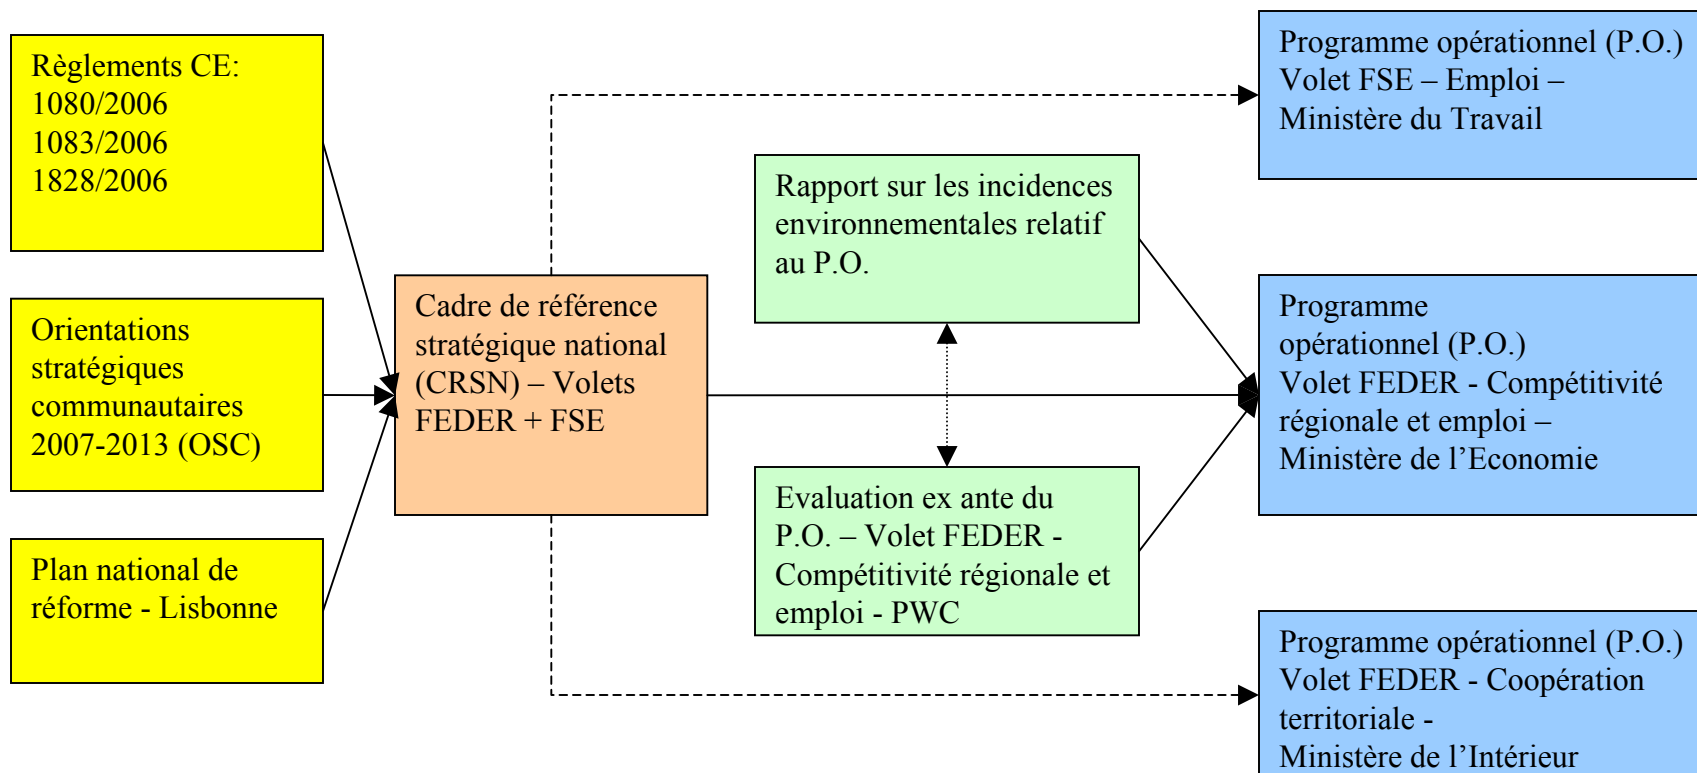 Règlements CE:
1080/2006
1083/2006
1828/2006
Orientations
stratégiques
communautaires
2007-2013 (OSC)
Plan national de
réforme - Lisbonne
Cadre de référence
stratégique national
(CRSN) – Volets
FEDER + FSE
Rapport sur les incidences
environnementales relatif
au P.O.
Evaluation ex ante du
P.O. – Volet FEDER -
Compétitivité régionale et
emploi - PWC
Programme opérationnel (P.O.)
Volet FSE – Emploi –
Ministère du Travail
Programme
opérationnel (P.O.)
Volet FEDER - Compétitivité
régionale et emploi –
Ministère de l’Economie
Programme opérationnel (P.O.)
Volet FEDER - Coopération
territoriale -
Ministère de l’Intérieur